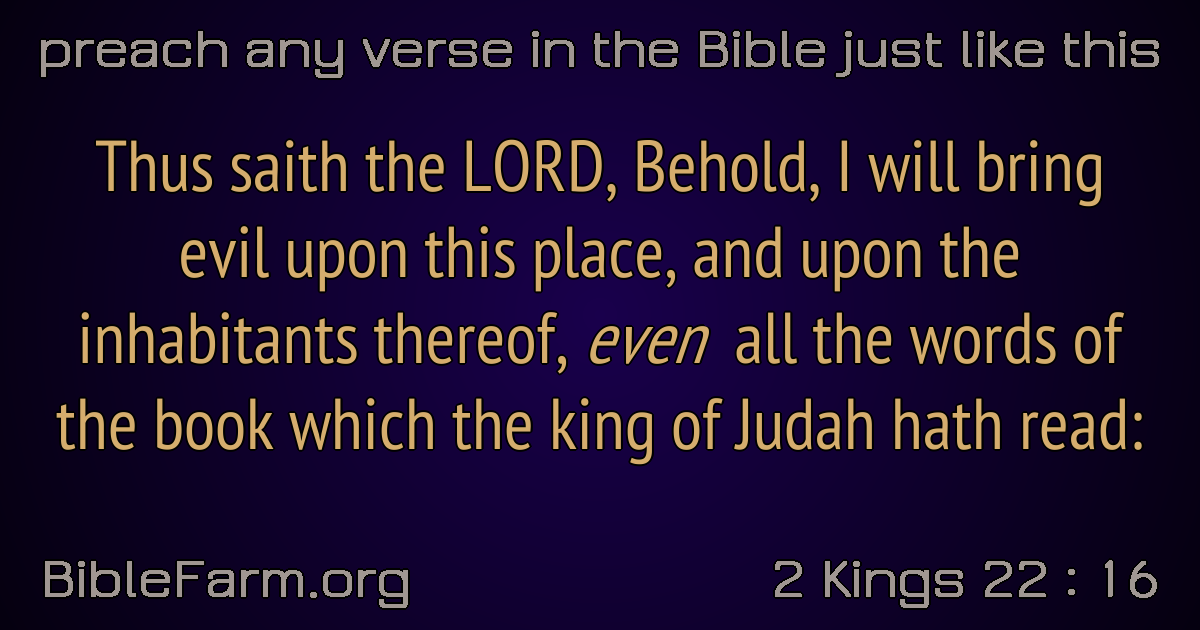 preach any verse in the Bible just like this
Thus saith the LORD, Behold, I will bring
evil upon this place, and upon the
inhabitants thereof, even all the words of
the book which the king of Judah hath read:
BibleFarm.org
2 Kings 22 : 16